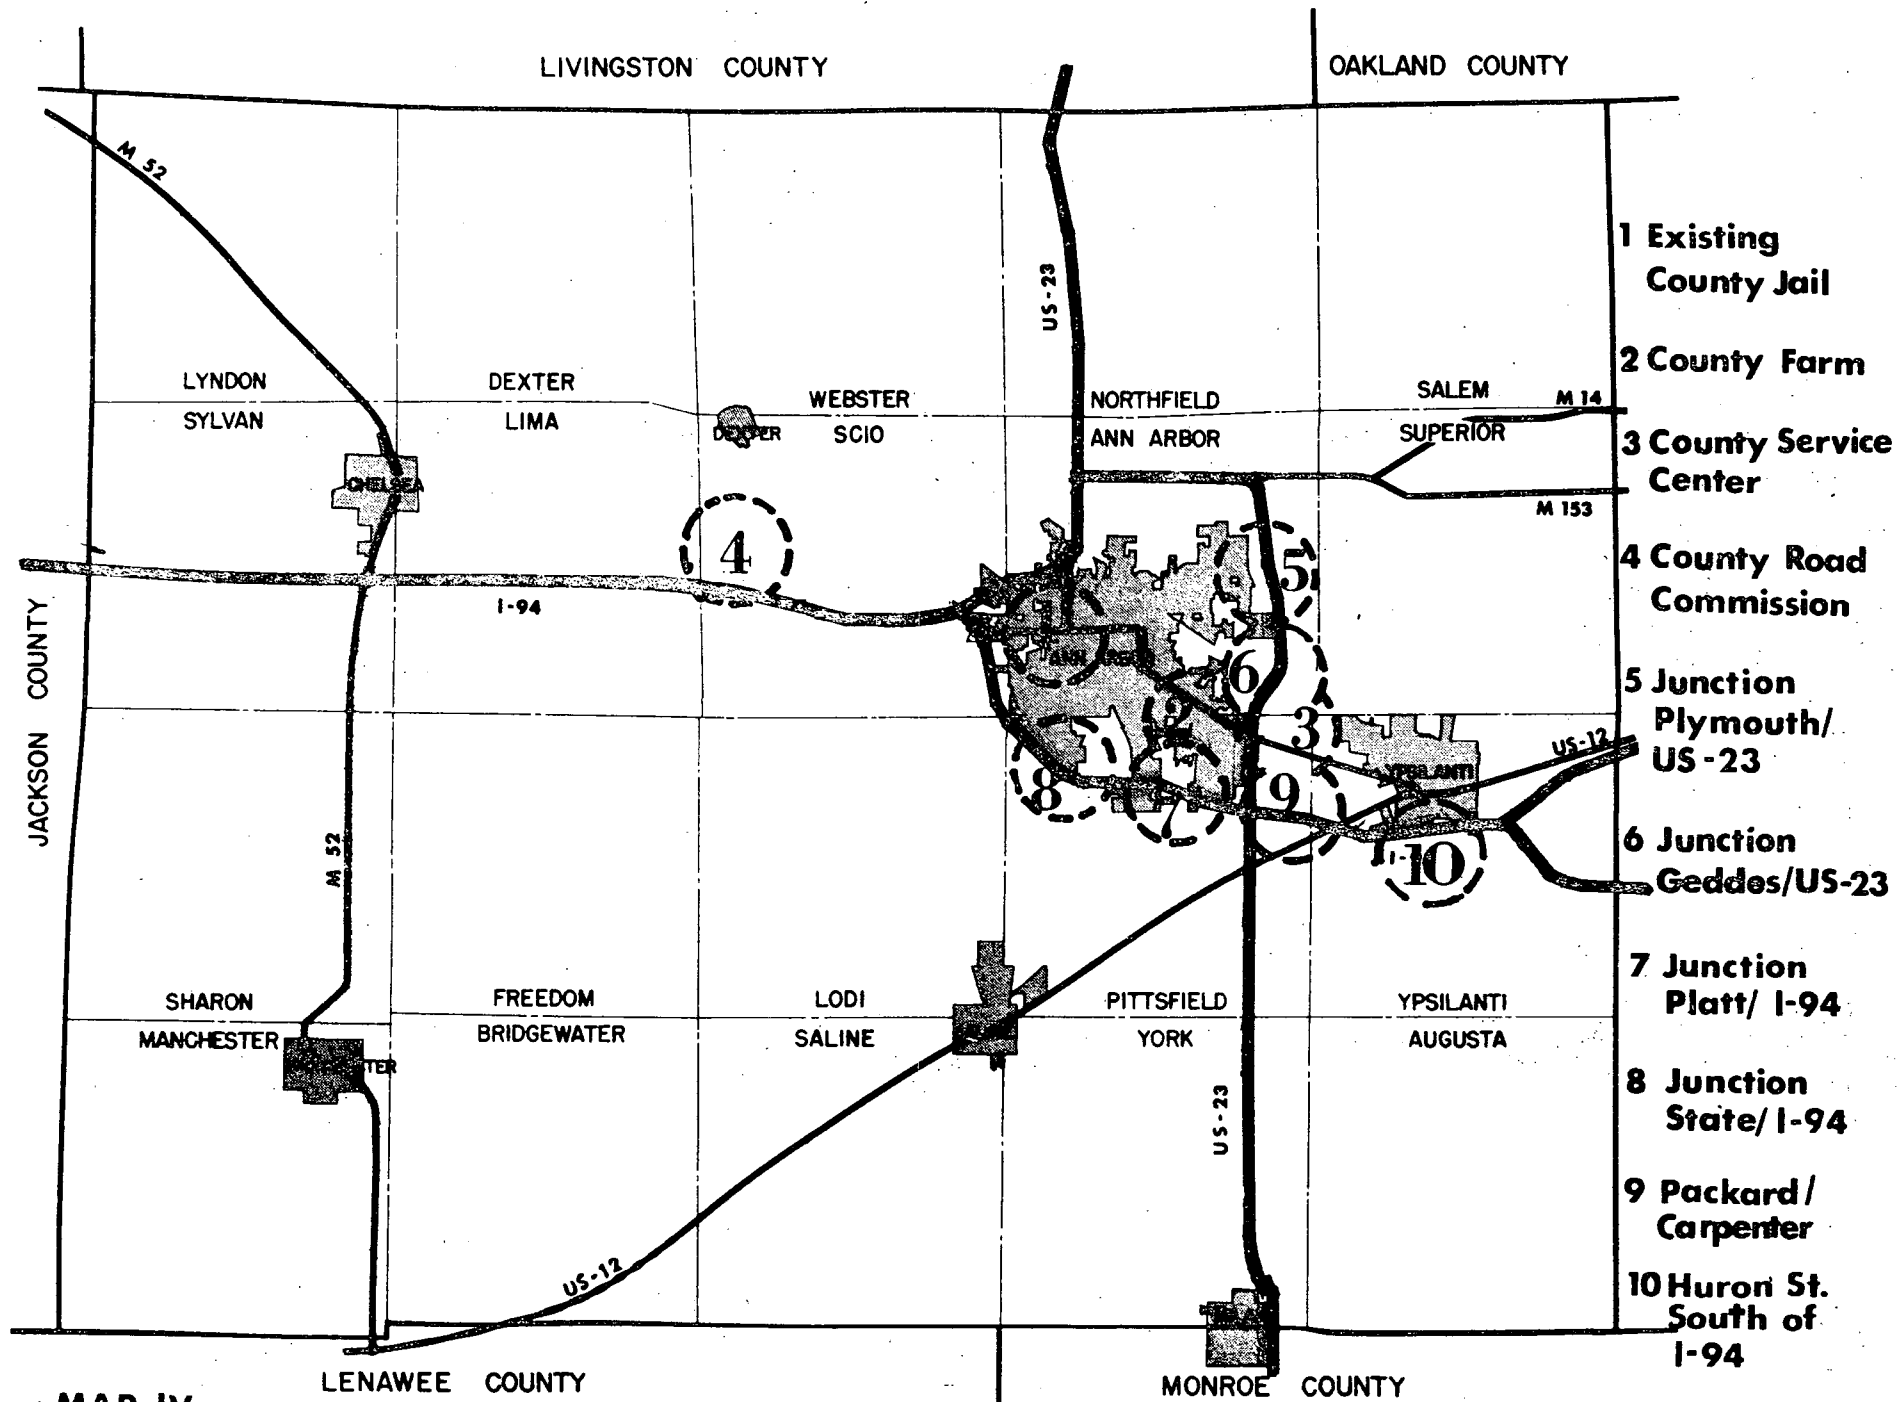 LIVINGSTON COUNTY
OAKLAND COUNTY
M 52
US-23
LYNDON
SYLVAN
DEXTER
LIMA
WEBSTER
SCIO
DEXTER
NORTHFIELD
ANN ARBOR
SALEM
SUPERIOR
M 14
M 153
CHELSEA
I-94
JACKSON COUNTY
4
5
6
ANN ARBOR
2
3
8
7
9
10
YPSILANTI
US-12
M 52
SHARON
MANCHESTER
FREEDOM
BRIDGEWATER
LODI
SALINE
PITTSFIELD
YORK
YPSILANTI
AUGUSTA
US-23
US-12
LENAWEE COUNTY
MONROE COUNTY
1 Existing
County Jail
2 County Farm
3 County Service
Center
4 County Road
Commission
5 Junction
Plymouth/
US-23
6 Junction
Geddes/US-23
7 Junction
Platt/ I-94
8 Junction
State/ I-94
9 Packard/
Carpenter
10 Huron St.
South of
I-94
MAP IV